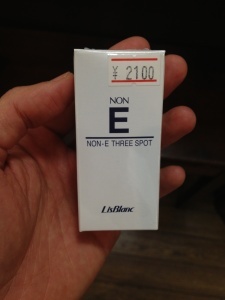 ¥ 2100
NON
E
NON-E THREE SPOT
LisBlanc